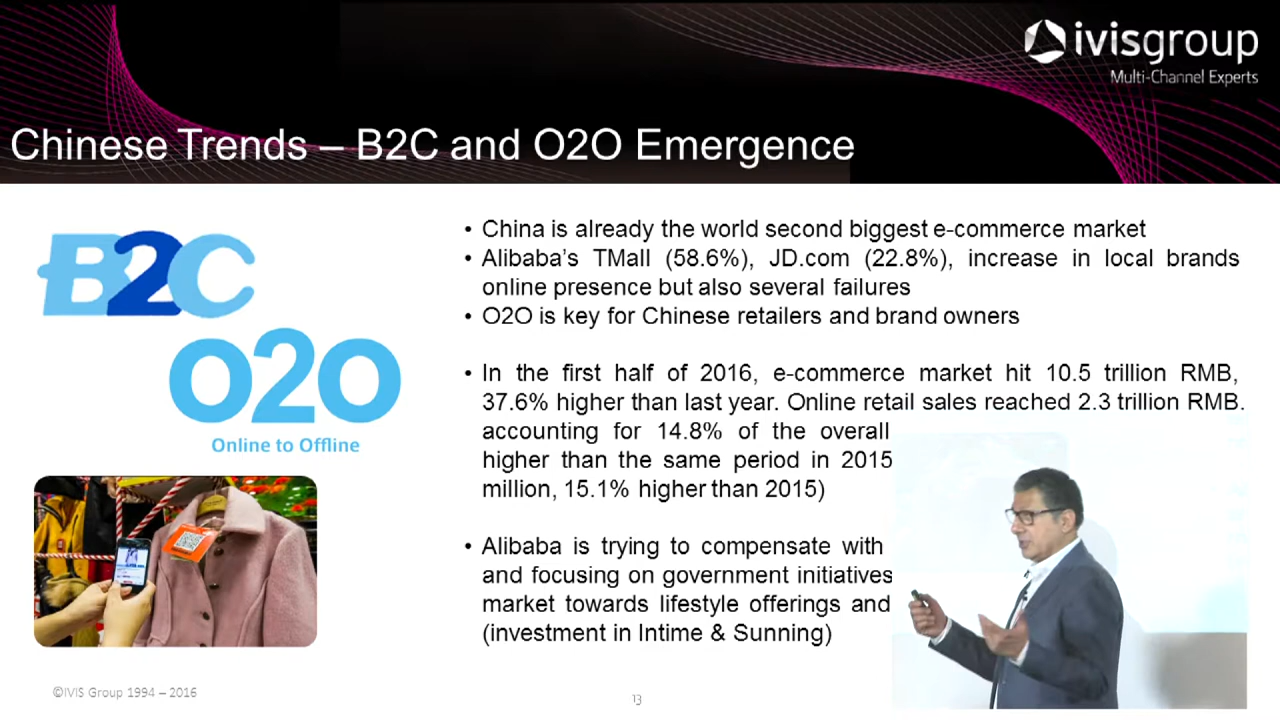 ivisgroup
Multi-Channel Experts
Chinese Trends – B2C and O2O Emergence
B2C
O2O
Online to Offline
• China is already the world second biggest e-commerce market
• Alibaba's TMall (58.6%), JD.com (22.8%), increase in local brands
online presence but also several failures
• O2O is key for Chinese retailers and brand owners
• In the first half of 2016, e-commerce market hit 10.5 trillion RMB,
37.6% higher than last year. Online retail sales reached 2.3 trillion RMB.
accounting for 14.8% of the overall
higher than the same period in 2015
million, 15.1% higher than 2015)
• Alibaba is trying to compensate with
and focusing on government initiatives
market towards lifestyle offerings and
(investment in Intime & Sunning)
©IVIS Group 1994 – 2016
13